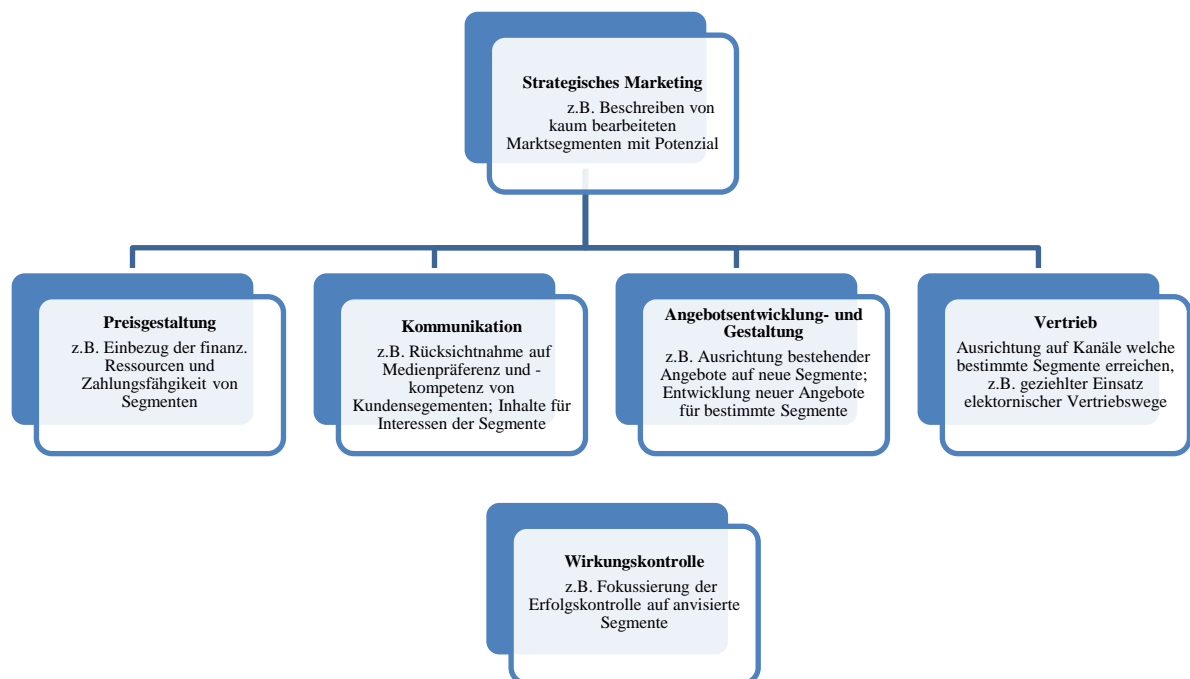 Strategisches Marketing
z.B. Beschreiben von
kaum bearbeiteten
Marktsegmenten mit Potenzial
Preisgestaltung
z.B. Einbezug der finanz.
Ressourcen und
Zahlungsfähgikeit von
Segmenten
Kommunikation
z.B. Rücksichtnahme auf
Medienpräferenz und -
kompetenz von
Kundensegementen; Inhalte für
Interessen der Segmente
Angebotsentwicklung- und
Gestaltung
z.B. Ausrichtung bestehender
Angebote auf neue Segmente;
Entwicklung neuer Angebote
für bestimmte Segmente
Vertrieb
Ausrichtung auf Kanäle welche
bestimmte Segmente erreichen,
z.B. geziehlter Einsatz
elektornischer Vertriebswege
Wirkungskontrolle
z.B. Fokussierung der
Erfolgskontrolle auf anvisierte
Segmente